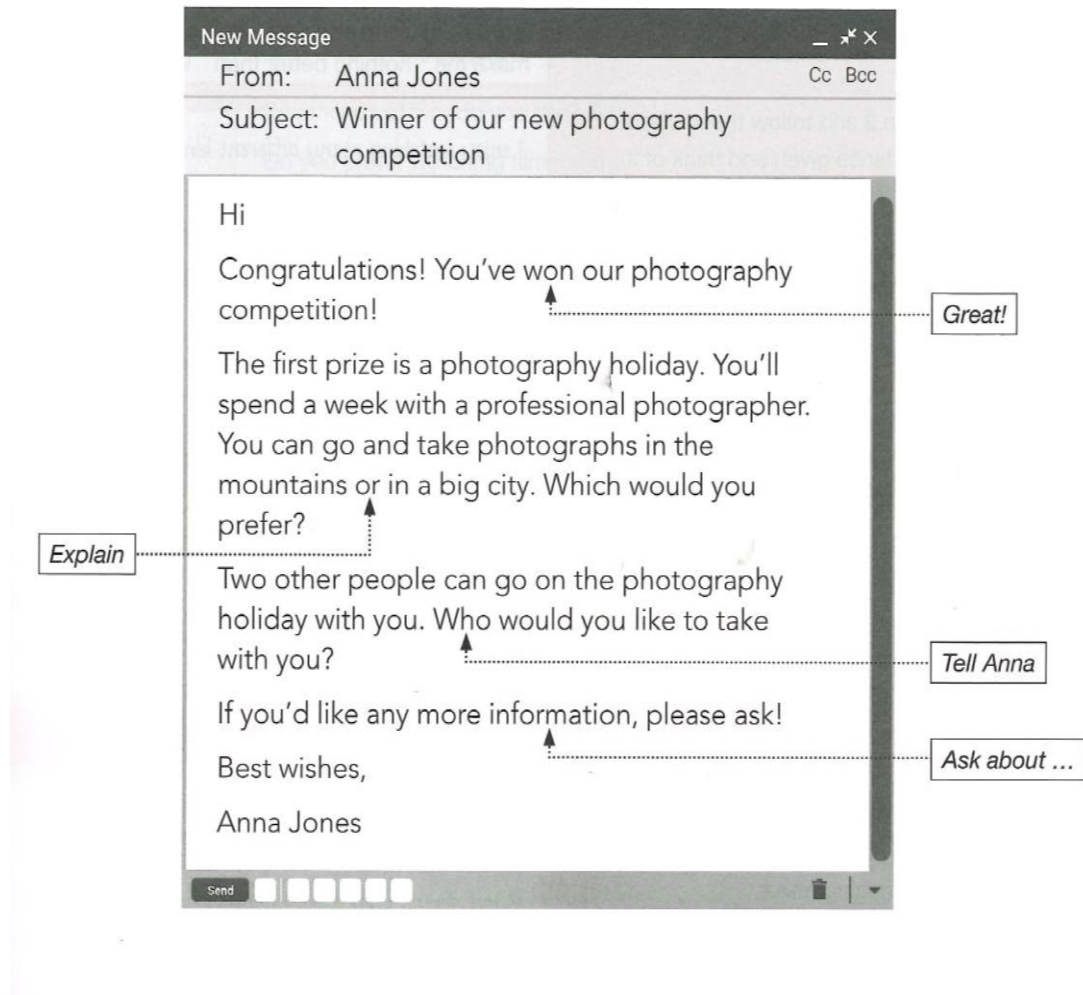 New Message
From: Anna Jones Cc Bcc
Subject: Winner of our new photography
competition
Hi
Congratulations! You've won our photography
competition!
Great!
The first prize is a photography holiday. You'll
spend a week with a professional photographer.
You can go and take photographs in the
mountains or in a big city. Which would you
prefer?
Explain
Two other people can go on the photography
holiday with you. Who would you like to take
with you?
Tell Anna
If you'd like any more information, please ask!
Ask about ...
Best wishes,
Anna Jones
Send